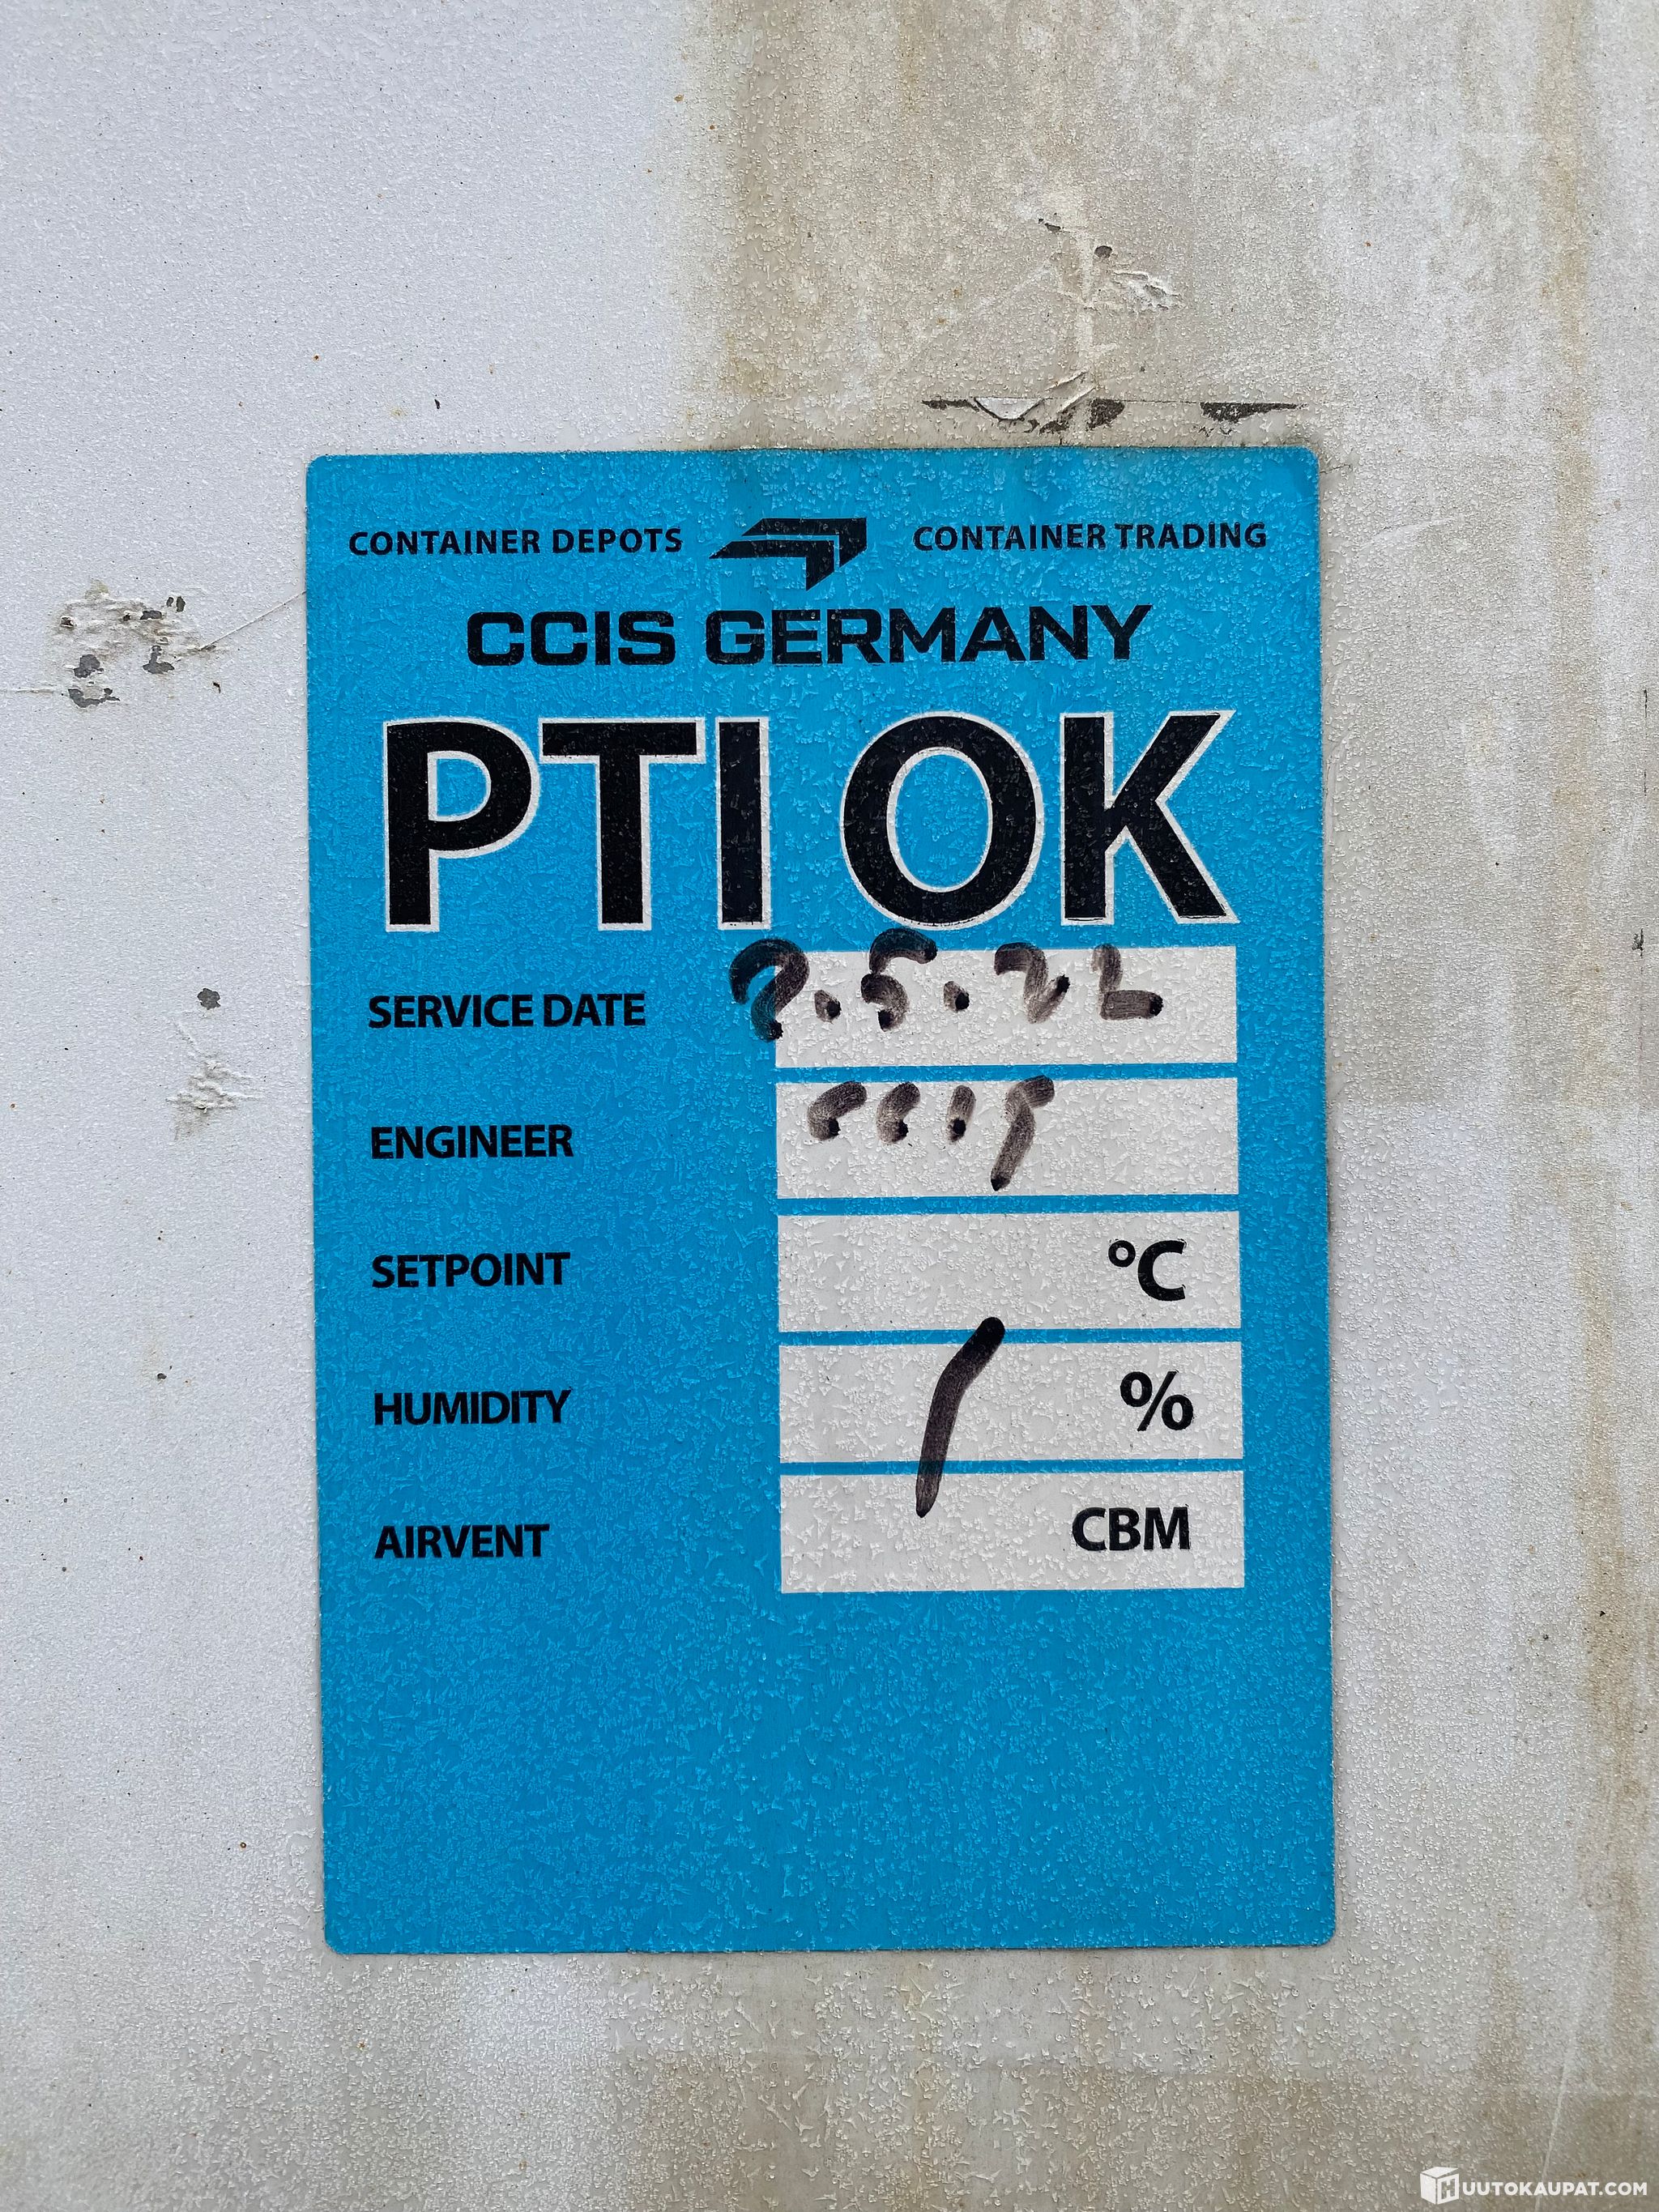 CONTAINER DEPOTS CONTAINER TRADING
CCIS GERMANY
PTI OK
SERVICE DATE
ENGINEER ccis
SETPOINT °C
HUMIDITY %
AIRVENT CBM
HUUTOKAUPAT.COM